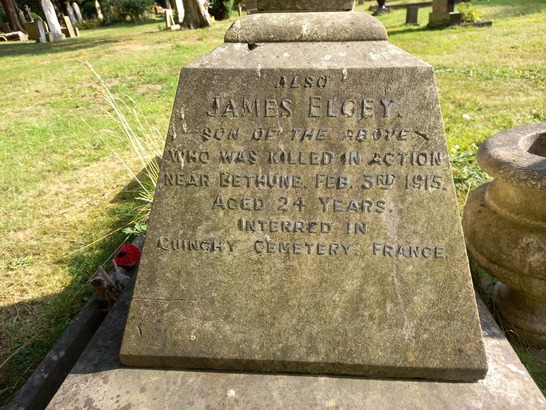 ALSO
JAMES ELGEY.
SON OF THE ABOVE
WHO WAS KILLED IN ACTION
NEAR BETHUNE. FEB. 3RD 1915.
AGED 24 YEARS.
INTERRED IN
CUINCHY CEMETERY. FRANCE.